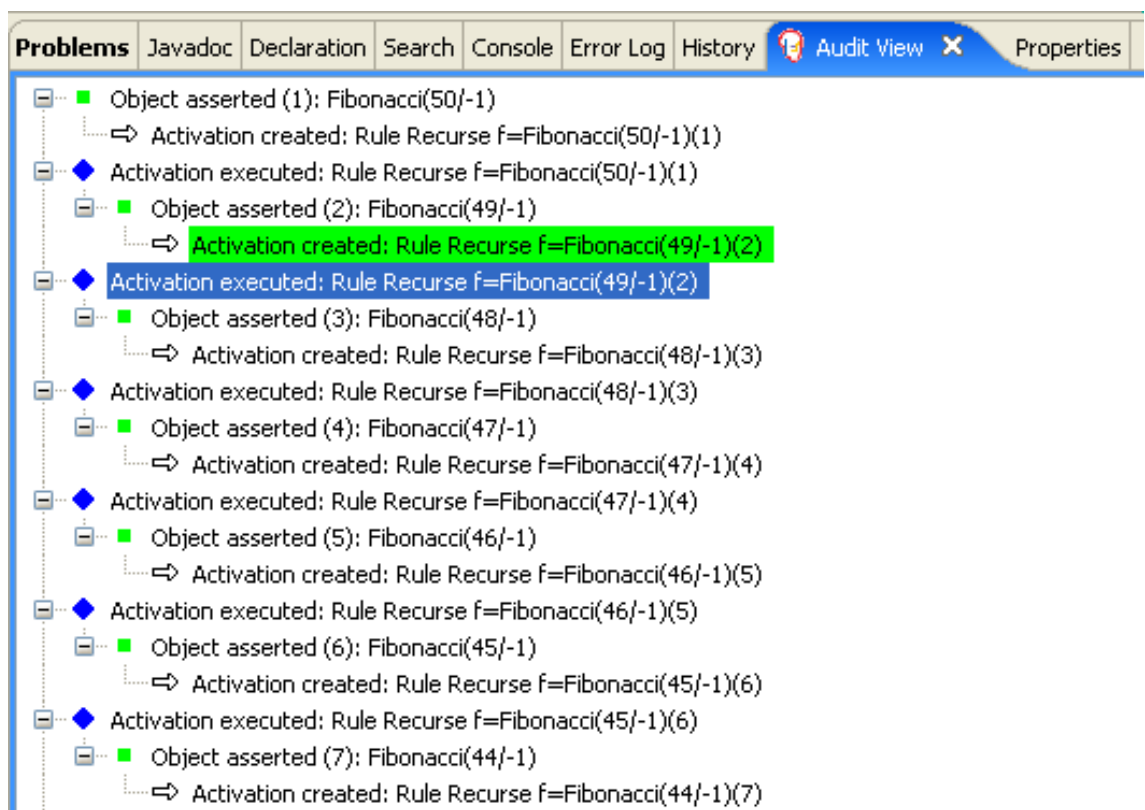 Problems Javadoc Declaration Search Console Error Log History Audit View Properties
Object asserted (1): Fibonacci(50/-1)
Activation created: Rule Recurse f=Fibonacci(50/-1)(1)
Activation executed: Rule Recurse f=Fibonacci(50/-1)(1)
Object asserted (2): Fibonacci(49/-1)
Activation created: Rule Recurse f=Fibonacci(49/-1)(2)
Activation executed: Rule Recurse f=Fibonacci(49/-1)(2)
Object asserted (3): Fibonacci(48/-1)
Activation created: Rule Recurse f=Fibonacci(48/-1)(3)
Activation executed: Rule Recurse f=Fibonacci(48/-1)(3)
Object asserted (4): Fibonacci(47/-1)
Activation created: Rule Recurse f=Fibonacci(47/-1)(4)
Activation executed: Rule Recurse f=Fibonacci(47/-1)(4)
Object asserted (5): Fibonacci(46/-1)
Activation created: Rule Recurse f=Fibonacci(46/-1)(5)
Activation executed: Rule Recurse f=Fibonacci(46/-1)(5)
Object asserted (6): Fibonacci(45/-1)
Activation created: Rule Recurse f=Fibonacci(45/-1)(6)
Activation executed: Rule Recurse f=Fibonacci(45/-1)(6)
Object asserted (7): Fibonacci(44/-1)
Activation created: Rule Recurse f=Fibonacci(44/-1)(7)